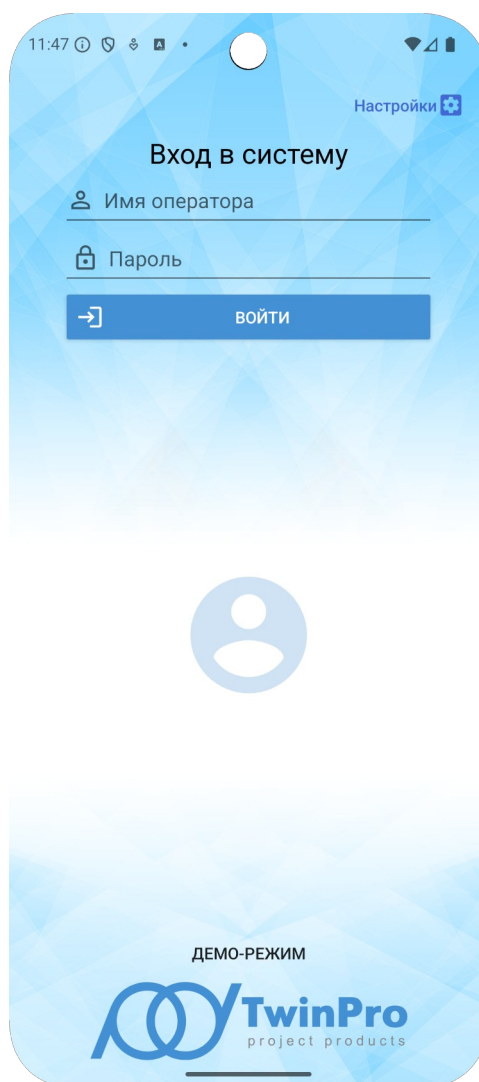 11:47
Настройки
Вход в систему
Имя оператора
Пароль
ВОЙТИ
ДЕМО-РЕЖИМ
TwinPro
project products